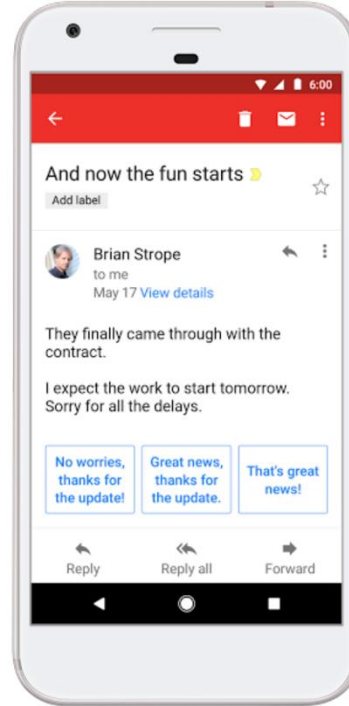 6:00
And now the fun starts
Add label
Brian Strope
to me
May 17 View details
They finally came through with the
contract.
I expect the work to start tomorrow.
Sorry for all the delays.
No worries,
thanks for
the update!
Great news,
thanks for
the update.
That's great
news!
Reply
Reply all
Forward